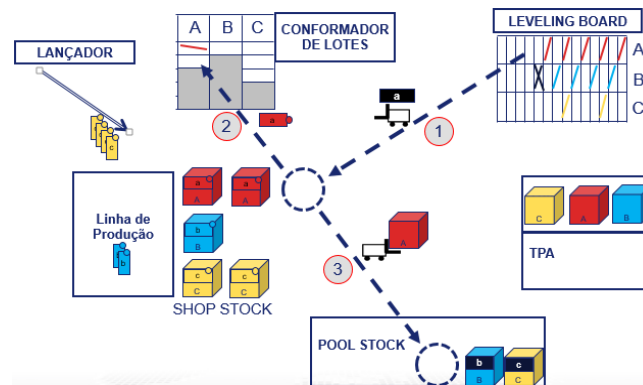 LANÇADOR
A B C
CONFORMADOR
DE LOTES
LEVELING BOARD
A
B
C
a
1
2
a
c
a
A
a
A
Linha de
Produção
b
b
B
c
C
c
C
SHOP STOCK
A
3
C
A
B
TPA
POOL STOCK
b
B
c
C